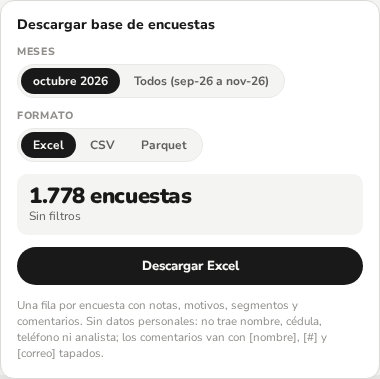 Descargar base de encuestas
MESES
octubre 2026
Todos (sep-26 a nov-26)
FORMATO
Excel
CSV
Parquet
1.778 encuestas
Sin filtros
Descargar Excel
Una fila por encuesta con notas, motivos, segmentos y
comentarios. Sin datos personales: no trae nombre, cédula,
teléfono ni analista; los comentarios van con [nombre], [#] y
[correo] tapados.